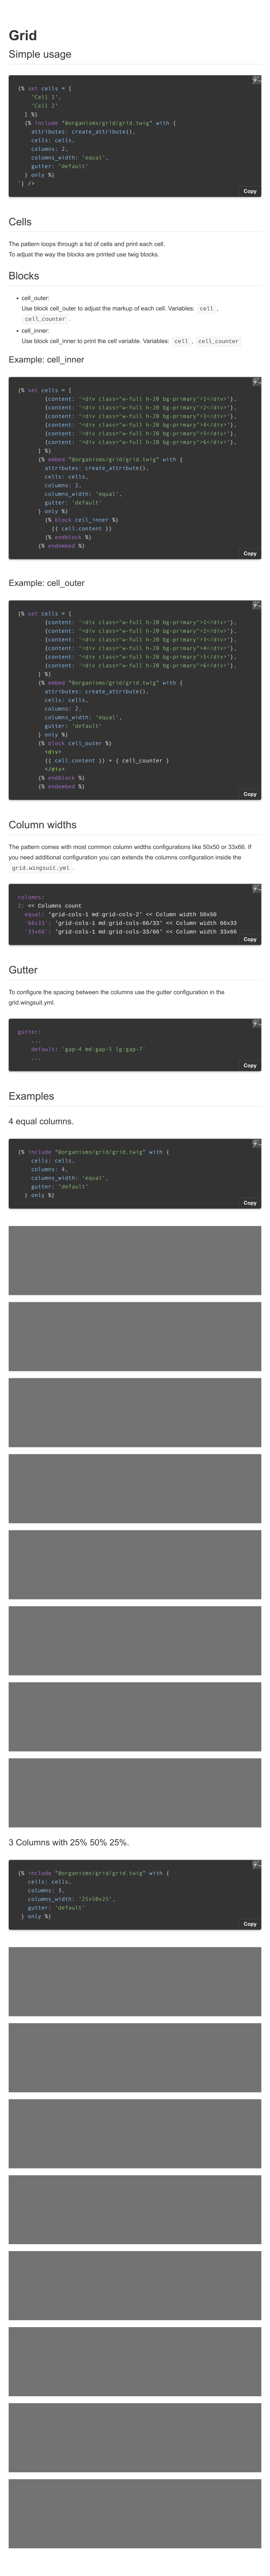 Grid
Simple usage
{% set cells = [
'Cell 1',
'Cell 2'
] %}
{% include "@organisms/grid/grid.twig" with {
attributes: create_attribute(),
cells: cells,
columns: 2,
columns_width: 'equal',
gutter: 'default'
} only %}
`} />
Copy
Cells
The pattern loops through a list of cells and print each cell.
To adjust the way the blocks are printed use twig blocks.
Blocks
• cell_outer:
Use block cell_outer to adjust the markup of each cell. Variables: cell ,
cell_counter .
• cell_inner:
Use block cell_inner to print the cell variable. Variables: cell , cell_counter
Example: cell_inner
{% set cells = [
{content: '<div class="w-full h-20 bg-primary">1</div>'},
{content: '<div class="w-full h-20 bg-primary">2</div>'},
{content: '<div class="w-full h-20 bg-primary">3</div>'},
{content: '<div class="w-full h-20 bg-primary">4</div>'},
{content: '<div class="w-full h-20 bg-primary">5</div>'},
{content: '<div class="w-full h-20 bg-primary">6</div>'},
] %}
{% embed "@organisms/grid/grid.twig" with {
attributes: create_attribute(),
cells: cells,
columns: 2,
columns_width: 'equal',
gutter: 'default'
} only %}
{% block cell_inner %}
{{ cell.content }}
{% endblock %}
{% endembed %}
Copy
Example: cell_outer
{% set cells = [
{content: '<div class="w-full h-20 bg-primary">1</div>'},
{content: '<div class="w-full h-20 bg-primary">2</div>'},
{content: '<div class="w-full h-20 bg-primary">3</div>'},
{content: '<div class="w-full h-20 bg-primary">4</div>'},
{content: '<div class="w-full h-20 bg-primary">5</div>'},
{content: '<div class="w-full h-20 bg-primary">6</div>'},
] %}
{% embed "@organisms/grid/grid.twig" with {
attributes: create_attribute(),
cells: cells,
columns: 2,
columns_width: 'equal',
gutter: 'default'
} only %}
{% block cell_outer %}
<div>
{{ cell.content }} + { cell_counter }
</div>
{% endblock %}
{% endembed %}
Copy
Column widths
The pattern comes with most common column widths configurations like 50x50 or 33x66. If
you need additional configuration you can extends the columns configuration inside the
grid.wingsuit.yml .
columns:
2: << Columns count
equal: 'grid-cols-1 md:grid-cols-2' << Column width 50x50
'66x33': 'grid-cols-1 md:grid-cols-66/33' << Column width 66x33
'33x66': 'grid-cols-1 md:grid-cols-33/66' << Column width 33x66
Copy
Gutter
To configure the spacing between the columns use the gutter configuration in the
grid.wingsuit.yml.
gutter:
...
default: 'gap-4 md:gap-5 lg:gap-7'
...
Copy
Examples
4 equal columns.
{% include "@organisms/grid/grid.twig" with {
cells: cells,
columns: 4,
columns_width: 'equal',
gutter: 'default'
} only %}
Copy
3 Columns with 25% 50% 25%.
{% include "@organisms/grid/grid.twig" with {
cells: cells,
columns: 3,
columns_width: '25x50x25',
gutter: 'default'
} only %}
Copy